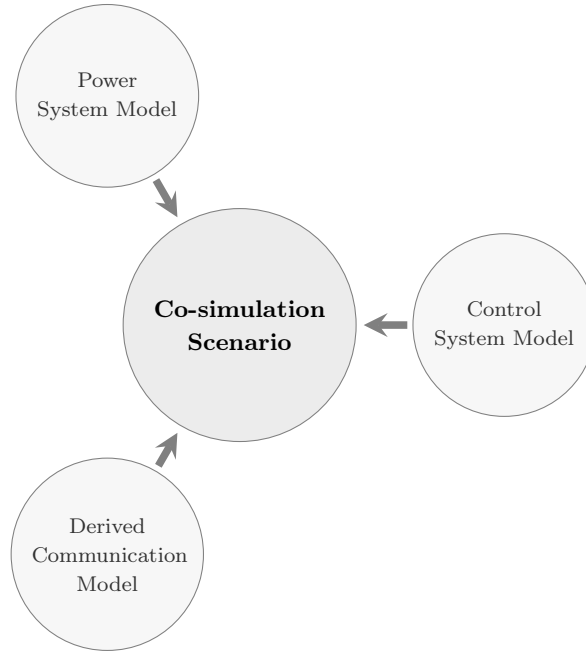 Power
System Model
Co-simulation
Scenario
Control
System Model
Derived
Communication
Model